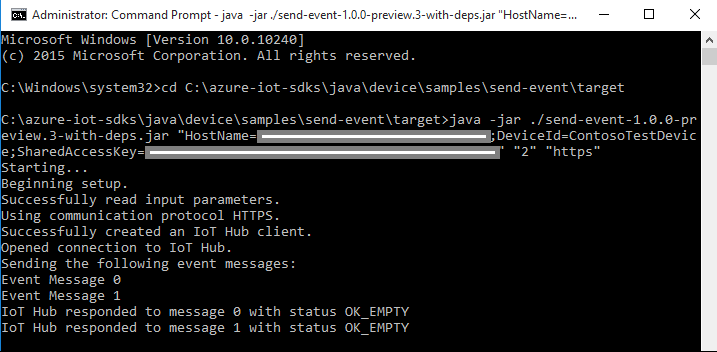 Administrator: Command Prompt - java -jar ./send-event-1.0.0-preview.3-with-deps.jar "HostName=...
Microsoft Windows [Version 10.0.10240]
(c) 2015 Microsoft Corporation. All rights reserved.
C:\Windows\system32>cd C:\azure-iot-sdks\java\device\samples\send-event\target
C:\azure-iot-sdks\java\device\samples\send-event\target>java -jar ./send-event-1.0.0-pr
eview.3-with-deps.jar "HostName= ;DeviceId=ContosoTestDevic
e;SharedAccessKey= " "2" "https"
Starting...
Beginning setup.
Successfully read input parameters.
Using communication protocol HTTPS.
Successfully created an IoT Hub client.
Opened connection to IoT Hub.
Sending the following event messages:
Event Message 0
Event Message 1
IoT Hub responded to message 0 with status OK_EMPTY
IoT Hub responded to message 1 with status OK_EMPTY